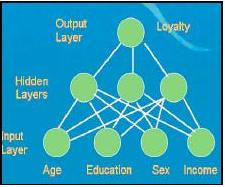 Output
Layer
Loyalty
Hidden
Layers
Input
Layer
Age Education Sex Income